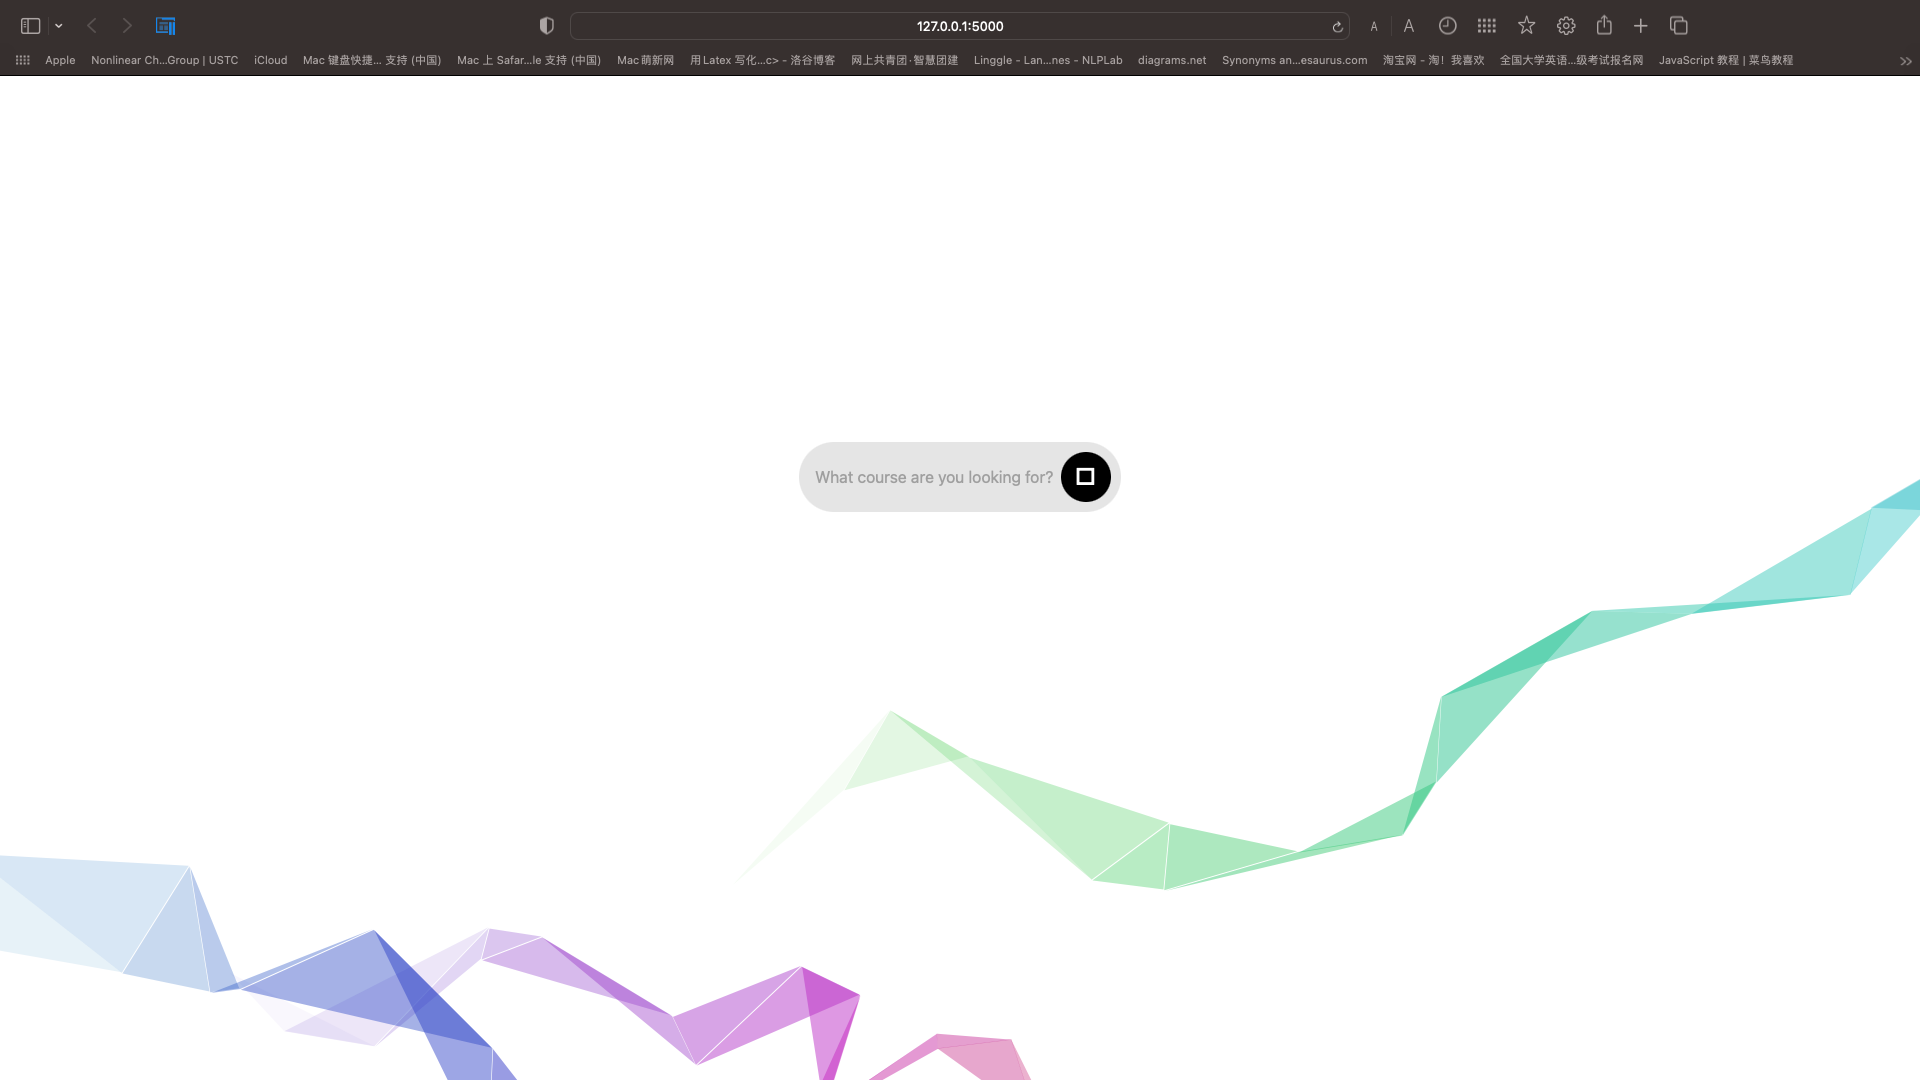 127.0.0.1:5000
A A
Apple Nonlinear Ch...Group | USTC iCloud Mac 键盘快捷... 支持 (中国) Mac 上 Safar...le 支持 (中国) Mac萌新网 用 Latex 写化...c> - 洛谷博客 网上共青团·智慧团建 Linggle - Lan...nes - NLPLab diagrams.net Synonyms an...esaurus.com 淘宝网 - 淘！我喜欢 全国大学英语...级考试报名网 JavaScript 教程 | 菜鸟教程
What course are you looking for?